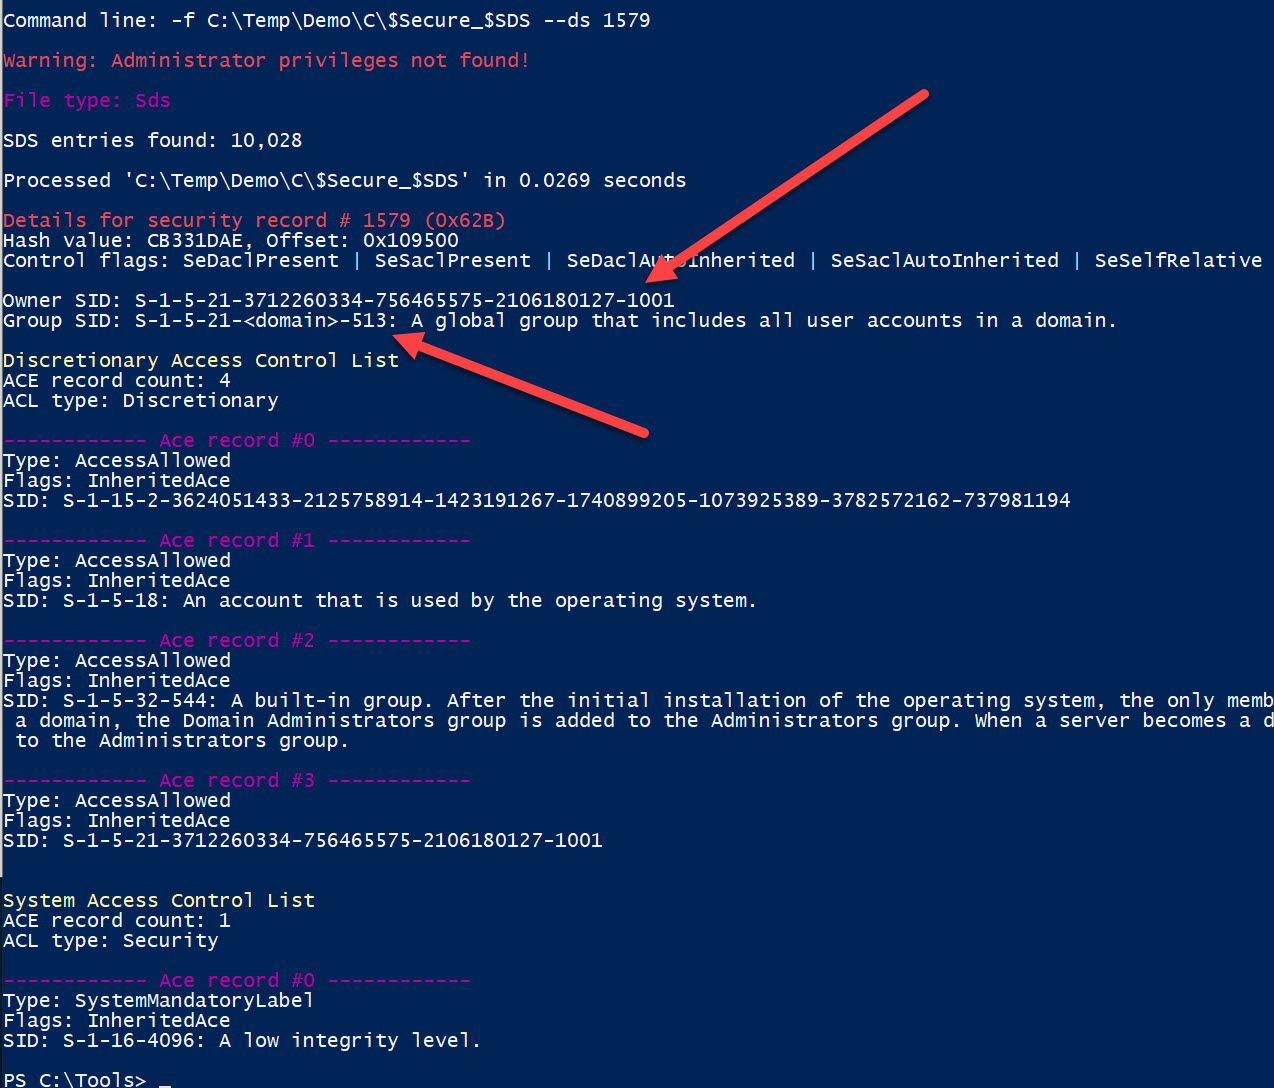 Command line: -f C:\Temp\Demo\C\$Secure_$SDS --ds 1579
Warning: Administrator privileges not found!
File type: Sds
SDS entries found: 10,028
Processed 'C:\Temp\Demo\C\$Secure_$SDS' in 0.0269 seconds
Details for security record # 1579 (0x62B)
Hash value: CB331DAE, Offset: 0x109500
Control flags: SeDaclPresent | SeSaclPresent | SeDaclAutoInherited | SeSaclAutoInherited | SeSelfRelative
Owner SID: S-1-5-21-3712260334-756465575-2106180127-1001
Group SID: S-1-5-21-<domain>-513: A global group that includes all user accounts in a domain.
Discretionary Access Control List
ACE record count: 4
ACL type: Discretionary
------------ Ace record #0 ------------
Type: AccessAllowed
Flags: InheritedAce
SID: S-1-15-2-3624051433-2125758914-1423191267-1740899205-1073925389-3782572162-737981194
------------ Ace record #1 ------------
Type: AccessAllowed
Flags: InheritedAce
SID: S-1-5-18: An account that is used by the operating system.
------------ Ace record #2 ------------
Type: AccessAllowed
Flags: InheritedAce
SID: S-1-5-32-544: A built-in group. After the initial installation of the operating system, the only memb
a domain, the Domain Administrators group is added to the Administrators group. When a server becomes a d
to the Administrators group.
------------ Ace record #3 ------------
Type: AccessAllowed
Flags: InheritedAce
SID: S-1-5-21-3712260334-756465575-2106180127-1001
System Access Control List
ACE record count: 1
ACL type: Security
------------ Ace record #0 ------------
Type: SystemMandatoryLabel
Flags: InheritedAce
SID: S-1-16-4096: A low integrity level.
PS C:\Tools> _